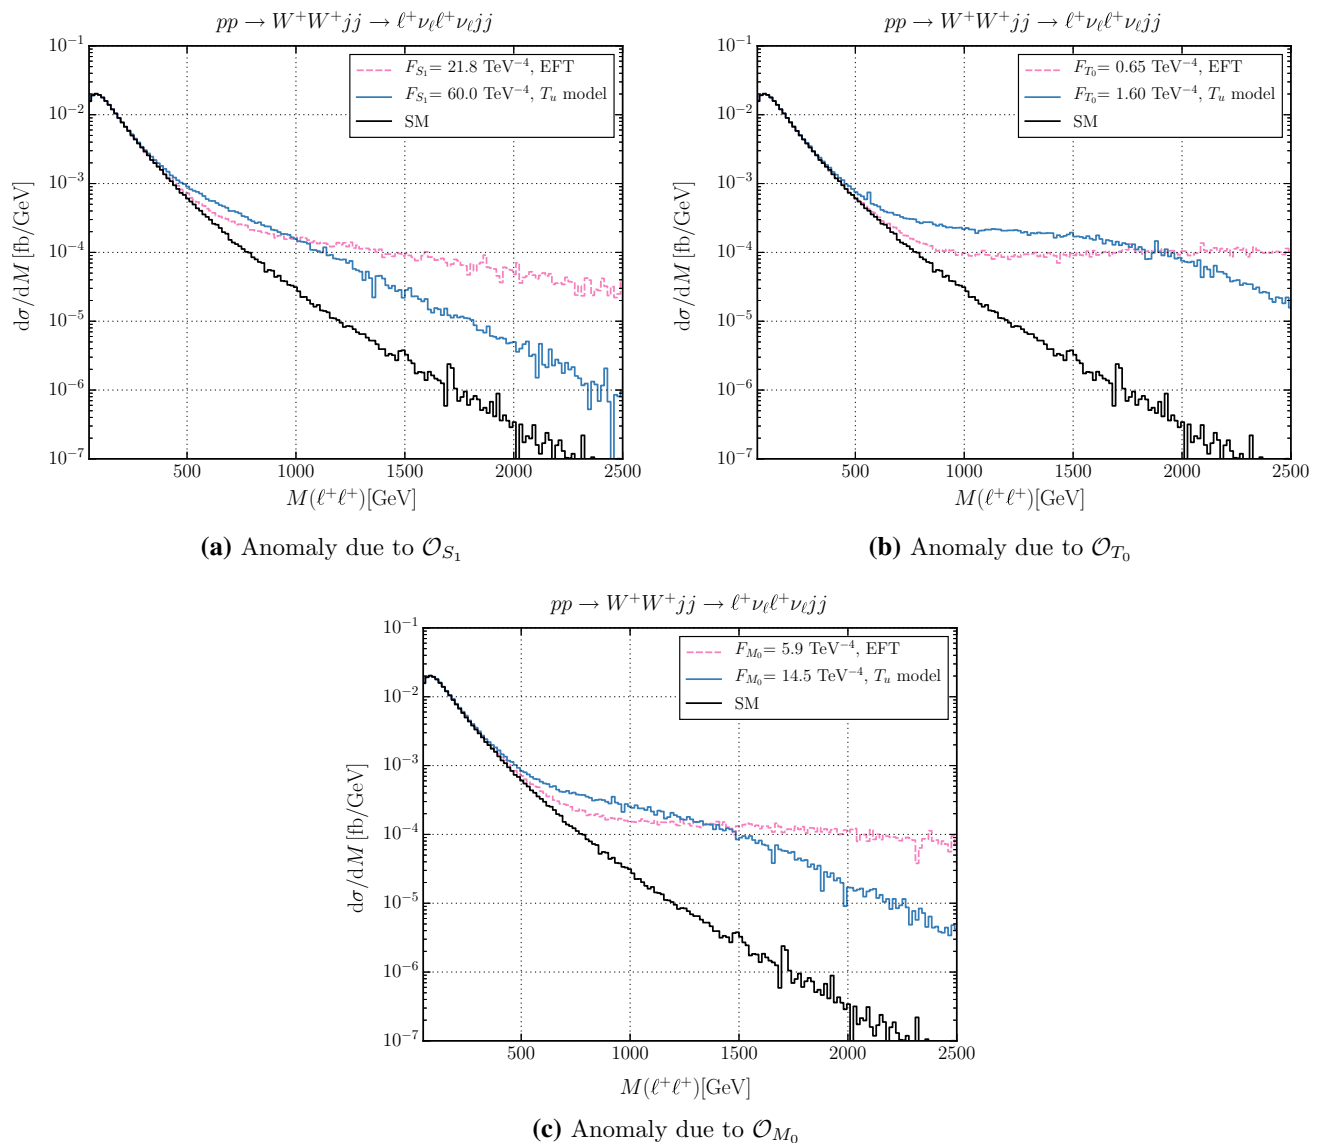 pp → W⁺W⁺jj → ℓ⁺νℓℓ⁺νℓjj
F_S₁= 21.8 TeV⁻⁴, EFT
F_S₁= 60.0 TeV⁻⁴, Tᵤ model
SM
10⁻¹
10⁻²
10⁻³
10⁻⁴
10⁻⁵
10⁻⁶
10⁻⁷
dσ/dM [fb/GeV]
500 1000 1500 2000 2500
M(ℓ⁺ℓ⁺)[GeV]
(a) Anomaly due to O_S₁
pp → W⁺W⁺jj → ℓ⁺νℓℓ⁺νℓjj
F_T₀= 0.65 TeV⁻⁴, EFT
F_T₀= 1.60 TeV⁻⁴, Tᵤ model
SM
10⁻¹
10⁻²
10⁻³
10⁻⁴
10⁻⁵
10⁻⁶
10⁻⁷
dσ/dM [fb/GeV]
500 1000 1500 2000 2500
M(ℓ⁺ℓ⁺)[GeV]
(b) Anomaly due to O_T₀
pp → W⁺W⁺jj → ℓ⁺νℓℓ⁺νℓjj
F_M₀= 5.9 TeV⁻⁴, EFT
F_M₀= 14.5 TeV⁻⁴, Tᵤ model
SM
10⁻¹
10⁻²
10⁻³
10⁻⁴
10⁻⁵
10⁻⁶
10⁻⁷
dσ/dM [fb/GeV]
500 1000 1500 2000 2500
M(ℓ⁺ℓ⁺)[GeV]
(c) Anomaly due to O_M₀